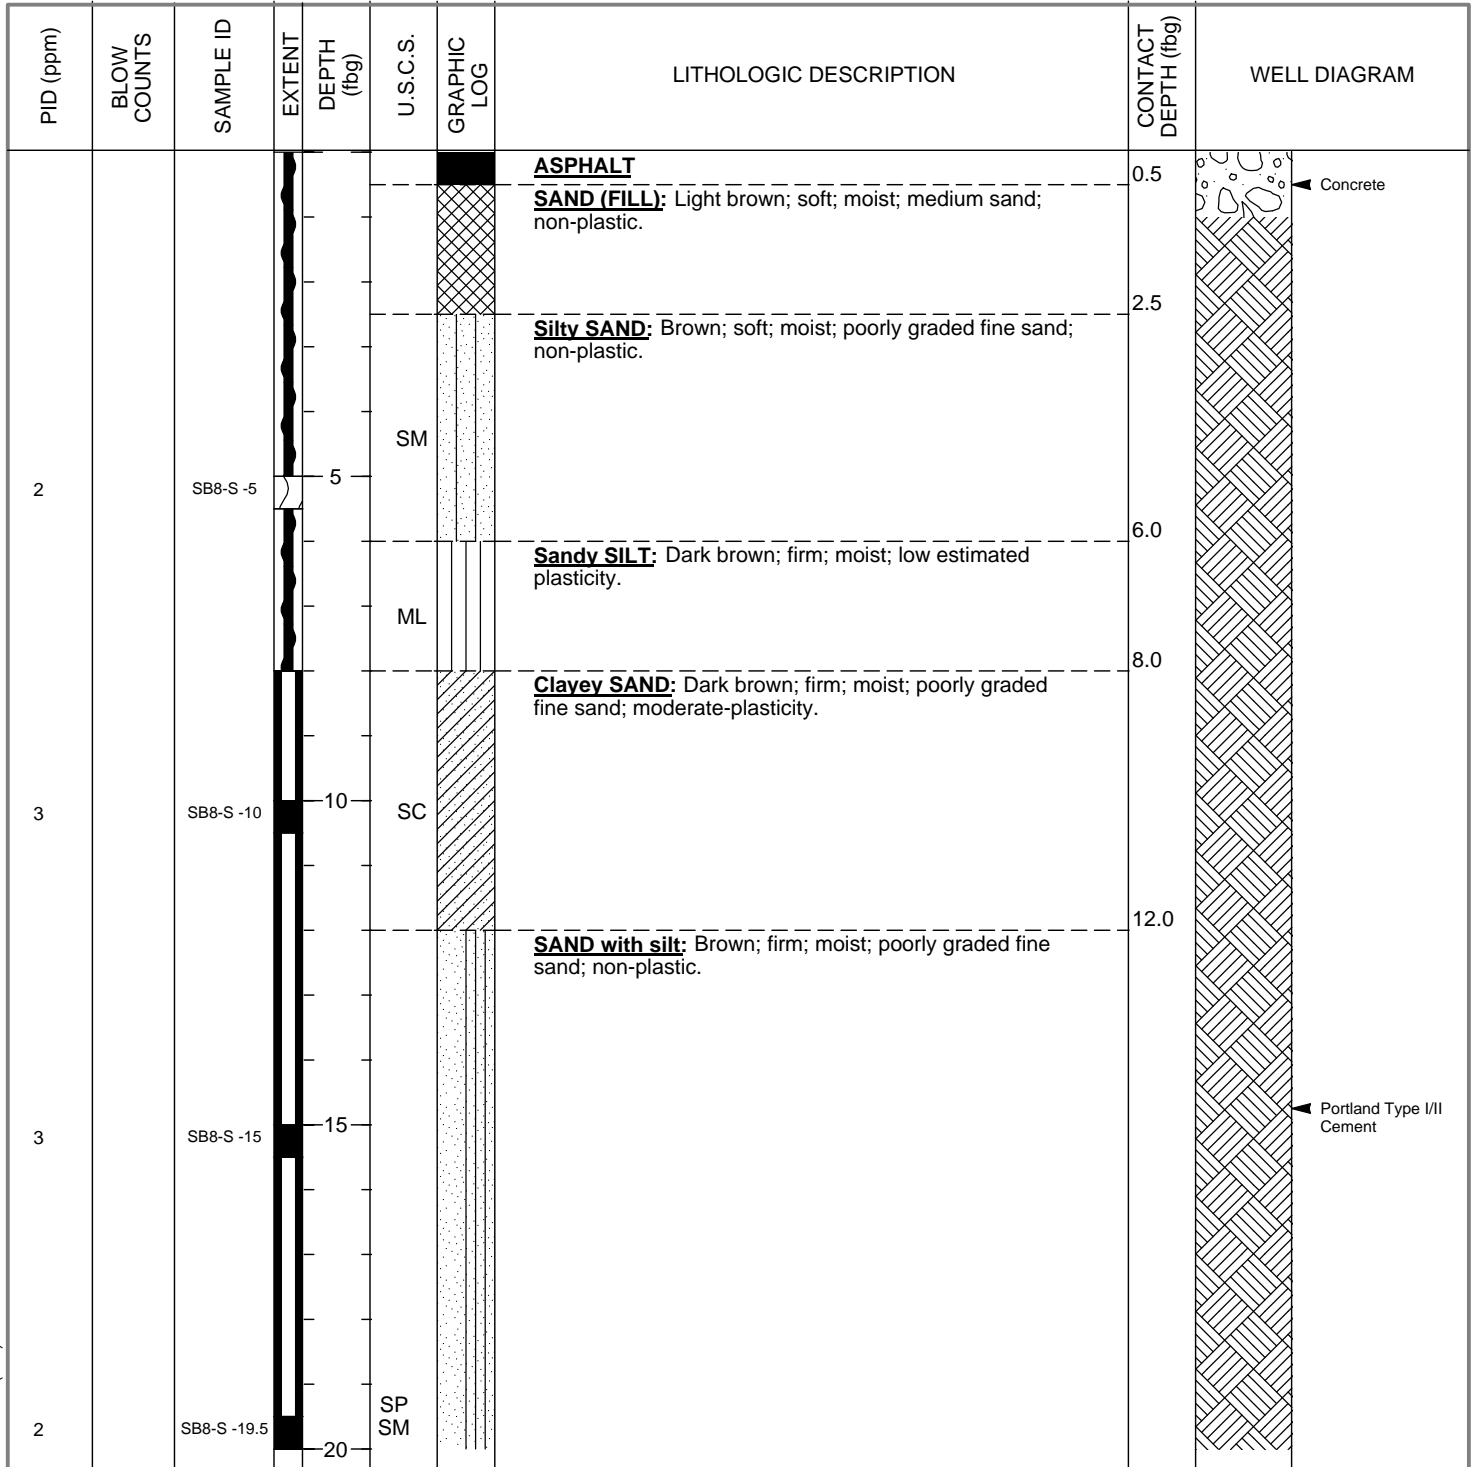 PID (ppm)
BLOW
COUNTS
SAMPLE ID
EXTENT
DEPTH
(fbg)
U.S.C.S.
GRAPHIC
LOG
LITHOLOGIC DESCRIPTION
CONTACT
DEPTH (fbg)
WELL DIAGRAM
ASPHALT
0.5
Concrete
SAND (FILL): Light brown; soft; moist; medium sand;
non-plastic.
2.5
Silty SAND: Brown; soft; moist; poorly graded fine sand;
non-plastic.
SM
5
2
SB8-S -5
6.0
Sandy SILT: Dark brown; firm; moist; low estimated
plasticity.
ML
8.0
Clayey SAND: Dark brown; firm; moist; poorly graded
fine sand; moderate-plasticity.
10
3
SB8-S -10
SC
12.0
SAND with silt: Brown; firm; moist; poorly graded fine
sand; non-plastic.
Portland Type I/II
Cement
15
3
SB8-S -15
SP
SM
2
SB8-S -19.5
20